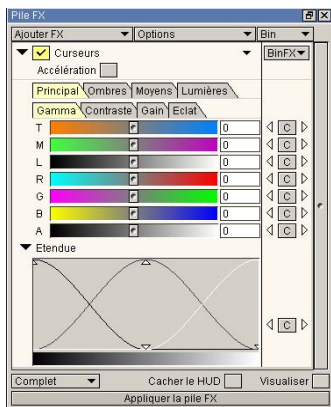 Pile FX
Ajouter FX Options Bin
Curseurs BinFX
Accélération
Principal Ombres Moyens Lumières
Gamma Contraste Gain Eclat
T 0 C
M 0 C
L 0 C
R 0 C
G 0 C
B 0 C
A 0 C
Etendue
C
Complet Cacher le HUD Visualiser
Appliquer la pile FX